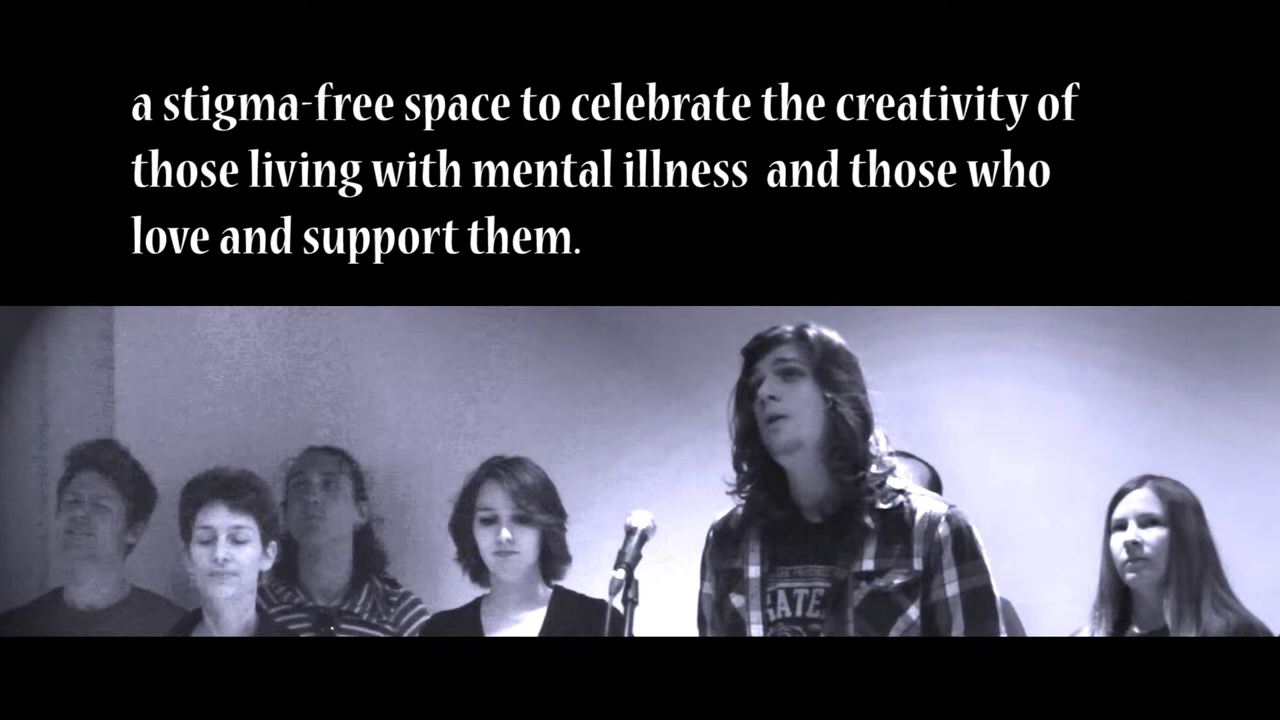 a stigma-free space to celebrate the creativity of
those living with mental illness  and those who
love and support them.
GATE